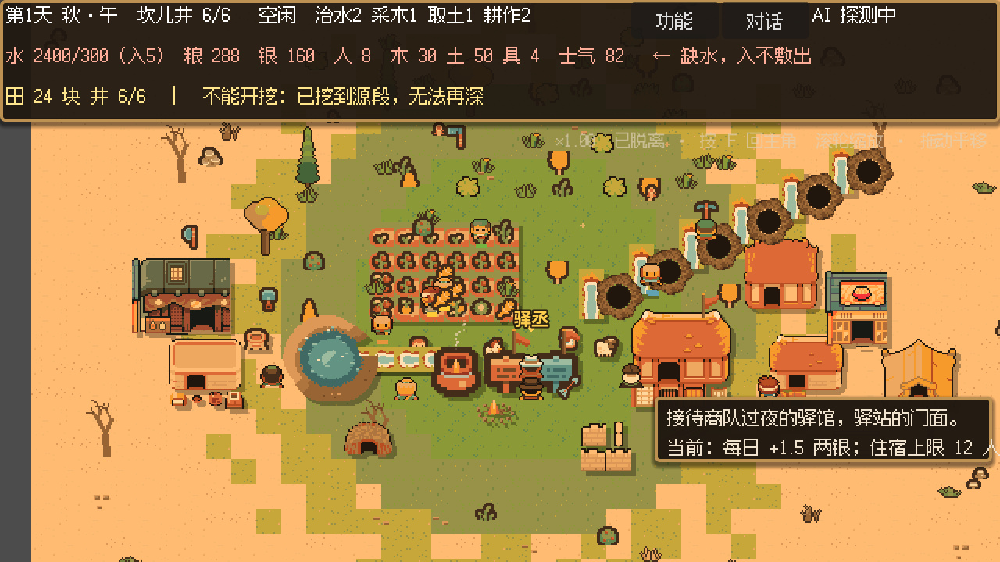 第1天 秋·午 坎儿井 6/6 空闲 治水2 采木1 取土1 耕作2 功能 对话 AI 探测中
水 2400/300 (入5) 粮 288 银 160 人 8 木 30 土 50 具 4 士气 82 ← 缺水, 入不敷出
田 24 块 井 6/6 | 不能开挖: 已挖到源段, 无法再深
已脱离 · 按 F 回主角 滚轮缩放 · 拖动平移
驿丞
接待商队过夜的驿馆, 驿站的门面。
当前: 每日 +1.5 两银; 住宿上限 12 人